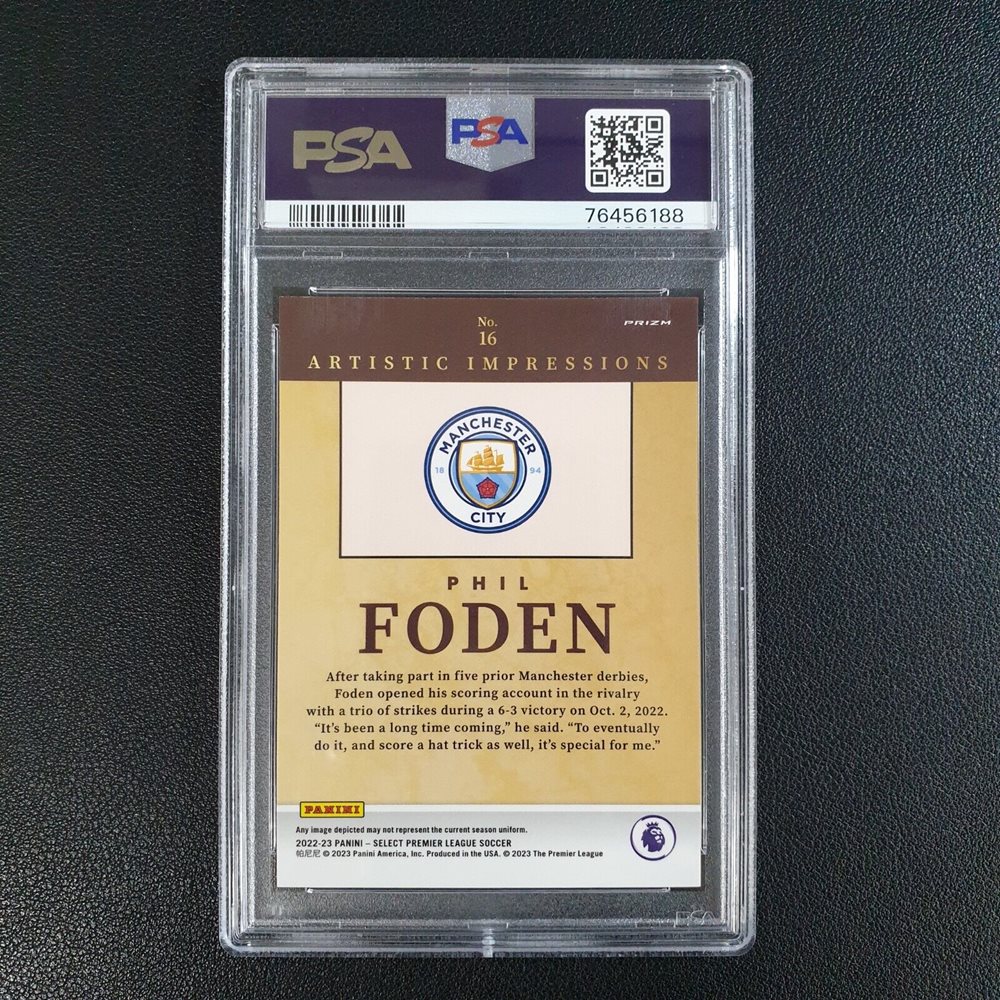 PSA
PSA
76456188
No.
16
PRIZM
ARTISTIC IMPRESSIONS
MANCHESTER
18 94
CITY
PHIL
FODEN
After taking part in five prior Manchester derbies,
Foden opened his scoring account in the rivalry
with a trio of strikes during a 6-3 victory on Oct. 2, 2022.
“It’s been a long time coming,” he said. “To eventually
do it, and score a hat trick as well, it’s special for me.”
PANINI
Any image depicted may not represent the current season uniform.
2022-23 PANINI – SELECT PREMIER LEAGUE SOCCER
帕尼尼 © 2023 Panini America, Inc. Produced in the USA. © 2023 The Premier League
PSA